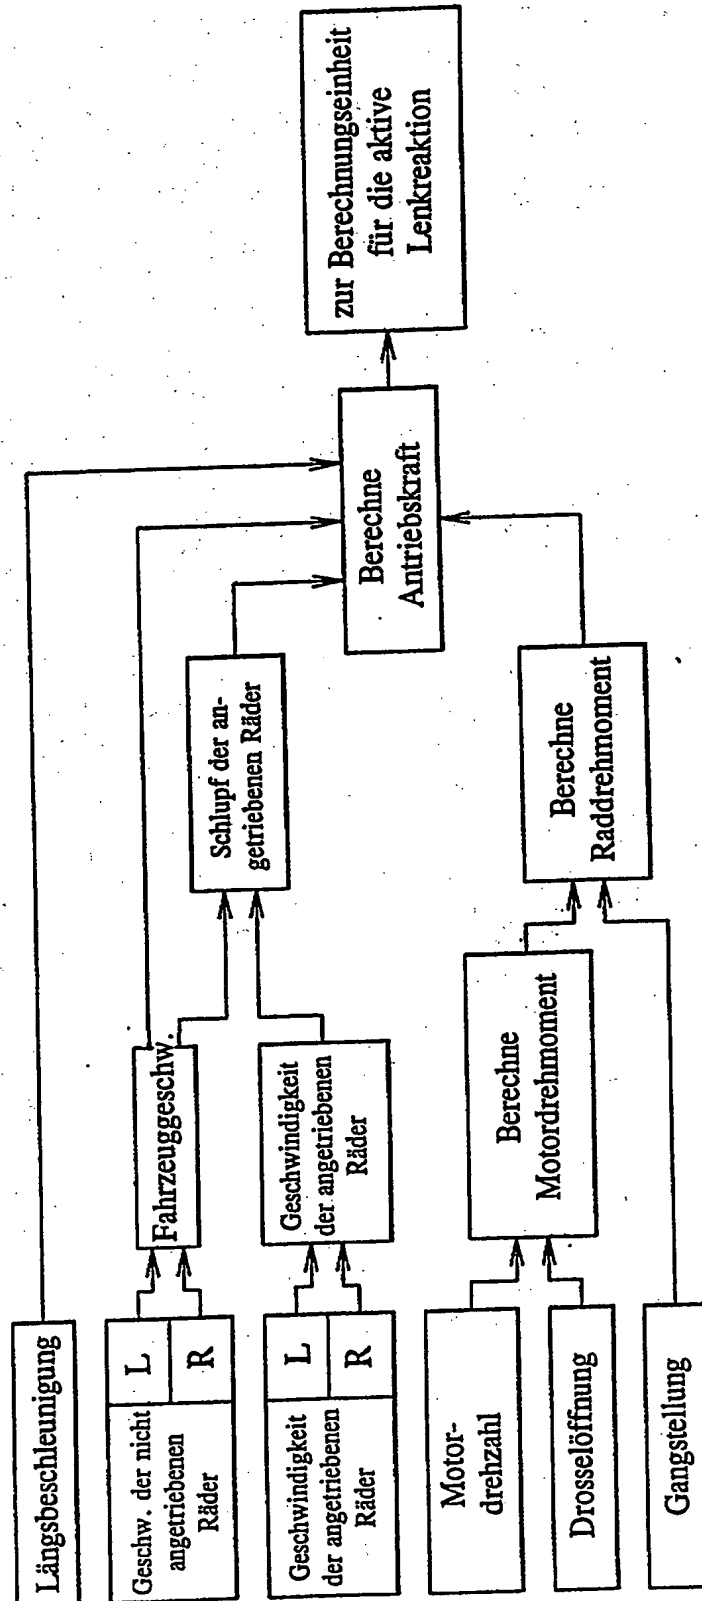 Längsbeschleunigung
Geschw. der nicht
angetriebenen
Räder
L
R
Geschwindigkeit
der angetriebenen
Räder
L
R
Motor-
drehzahl
Drosselöffnung
Gangstellung
Fahrzeuggeschw.
Geschwindigkeit
der angetriebenen
Räder
Berechne
Motordrehmoment
Schlupf der an-
getriebenen Räder
Berechne
Raddrehmoment
Berechne
Antriebskraft
zur Berechnungseinheit
für die aktive
Lenkreaktion